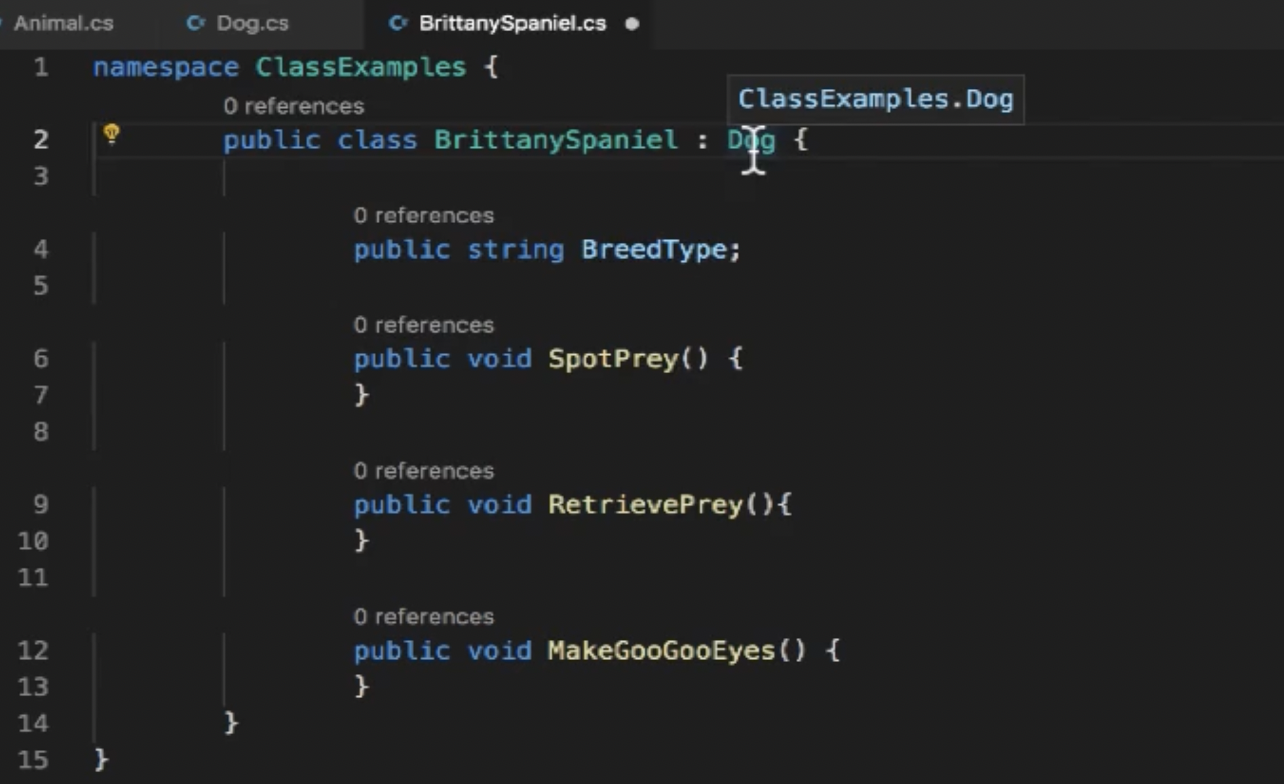 Animal.cs Dog.cs BrittanySpaniel.cs
1 namespace ClassExamples {
0 references
ClassExamples.Dog
2 public class BrittanySpaniel : Dog {
3
0 references
4 public string BreedType;
5
0 references
6 public void SpotPrey() {
7 }
8
0 references
9 public void RetrievePrey(){
10 }
11
0 references
12 public void MakeGooGooEyes() {
13 }
14 }
15 }